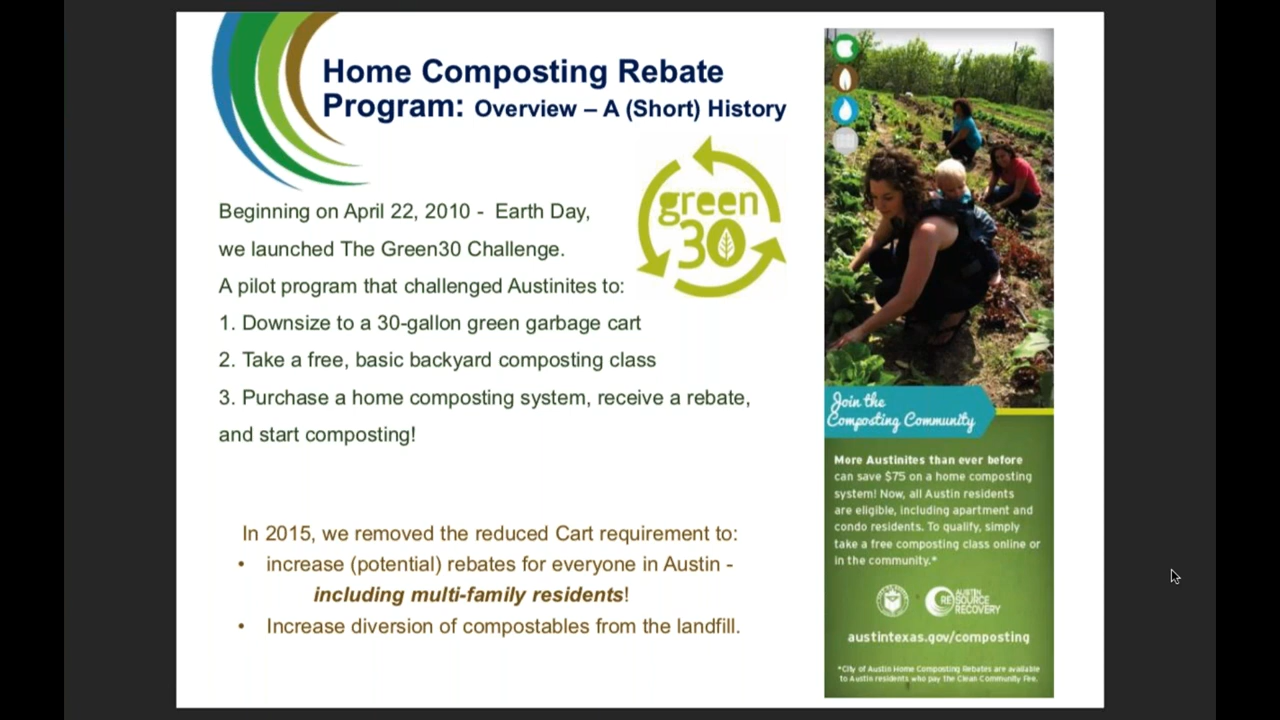 Home Composting Rebate
Program: Overview – A (Short) History
green
30
Beginning on April 22, 2010 - Earth Day,
we launched The Green30 Challenge.
A pilot program that challenged Austinites to:
1. Downsize to a 30-gallon green garbage cart
2. Take a free, basic backyard composting class
3. Purchase a home composting system, receive a rebate,
and start composting!
In 2015, we removed the reduced Cart requirement to:
• increase (potential) rebates for everyone in Austin -
including multi-family residents!
• Increase diversion of compostables from the landfill.
Join the
Composting Community
More Austinites than ever before
can save $75 on a home composting
system! Now, all Austin residents
are eligible, including apartment and
condo residents. To qualify, simply
take a free composting class online or
in the community.*
AUSTIN
RESOURCE
RECOVERY
austintexas.gov/composting
*City of Austin Home Composting Rebates are available
to Austin residents who pay the Clean Community Fee.